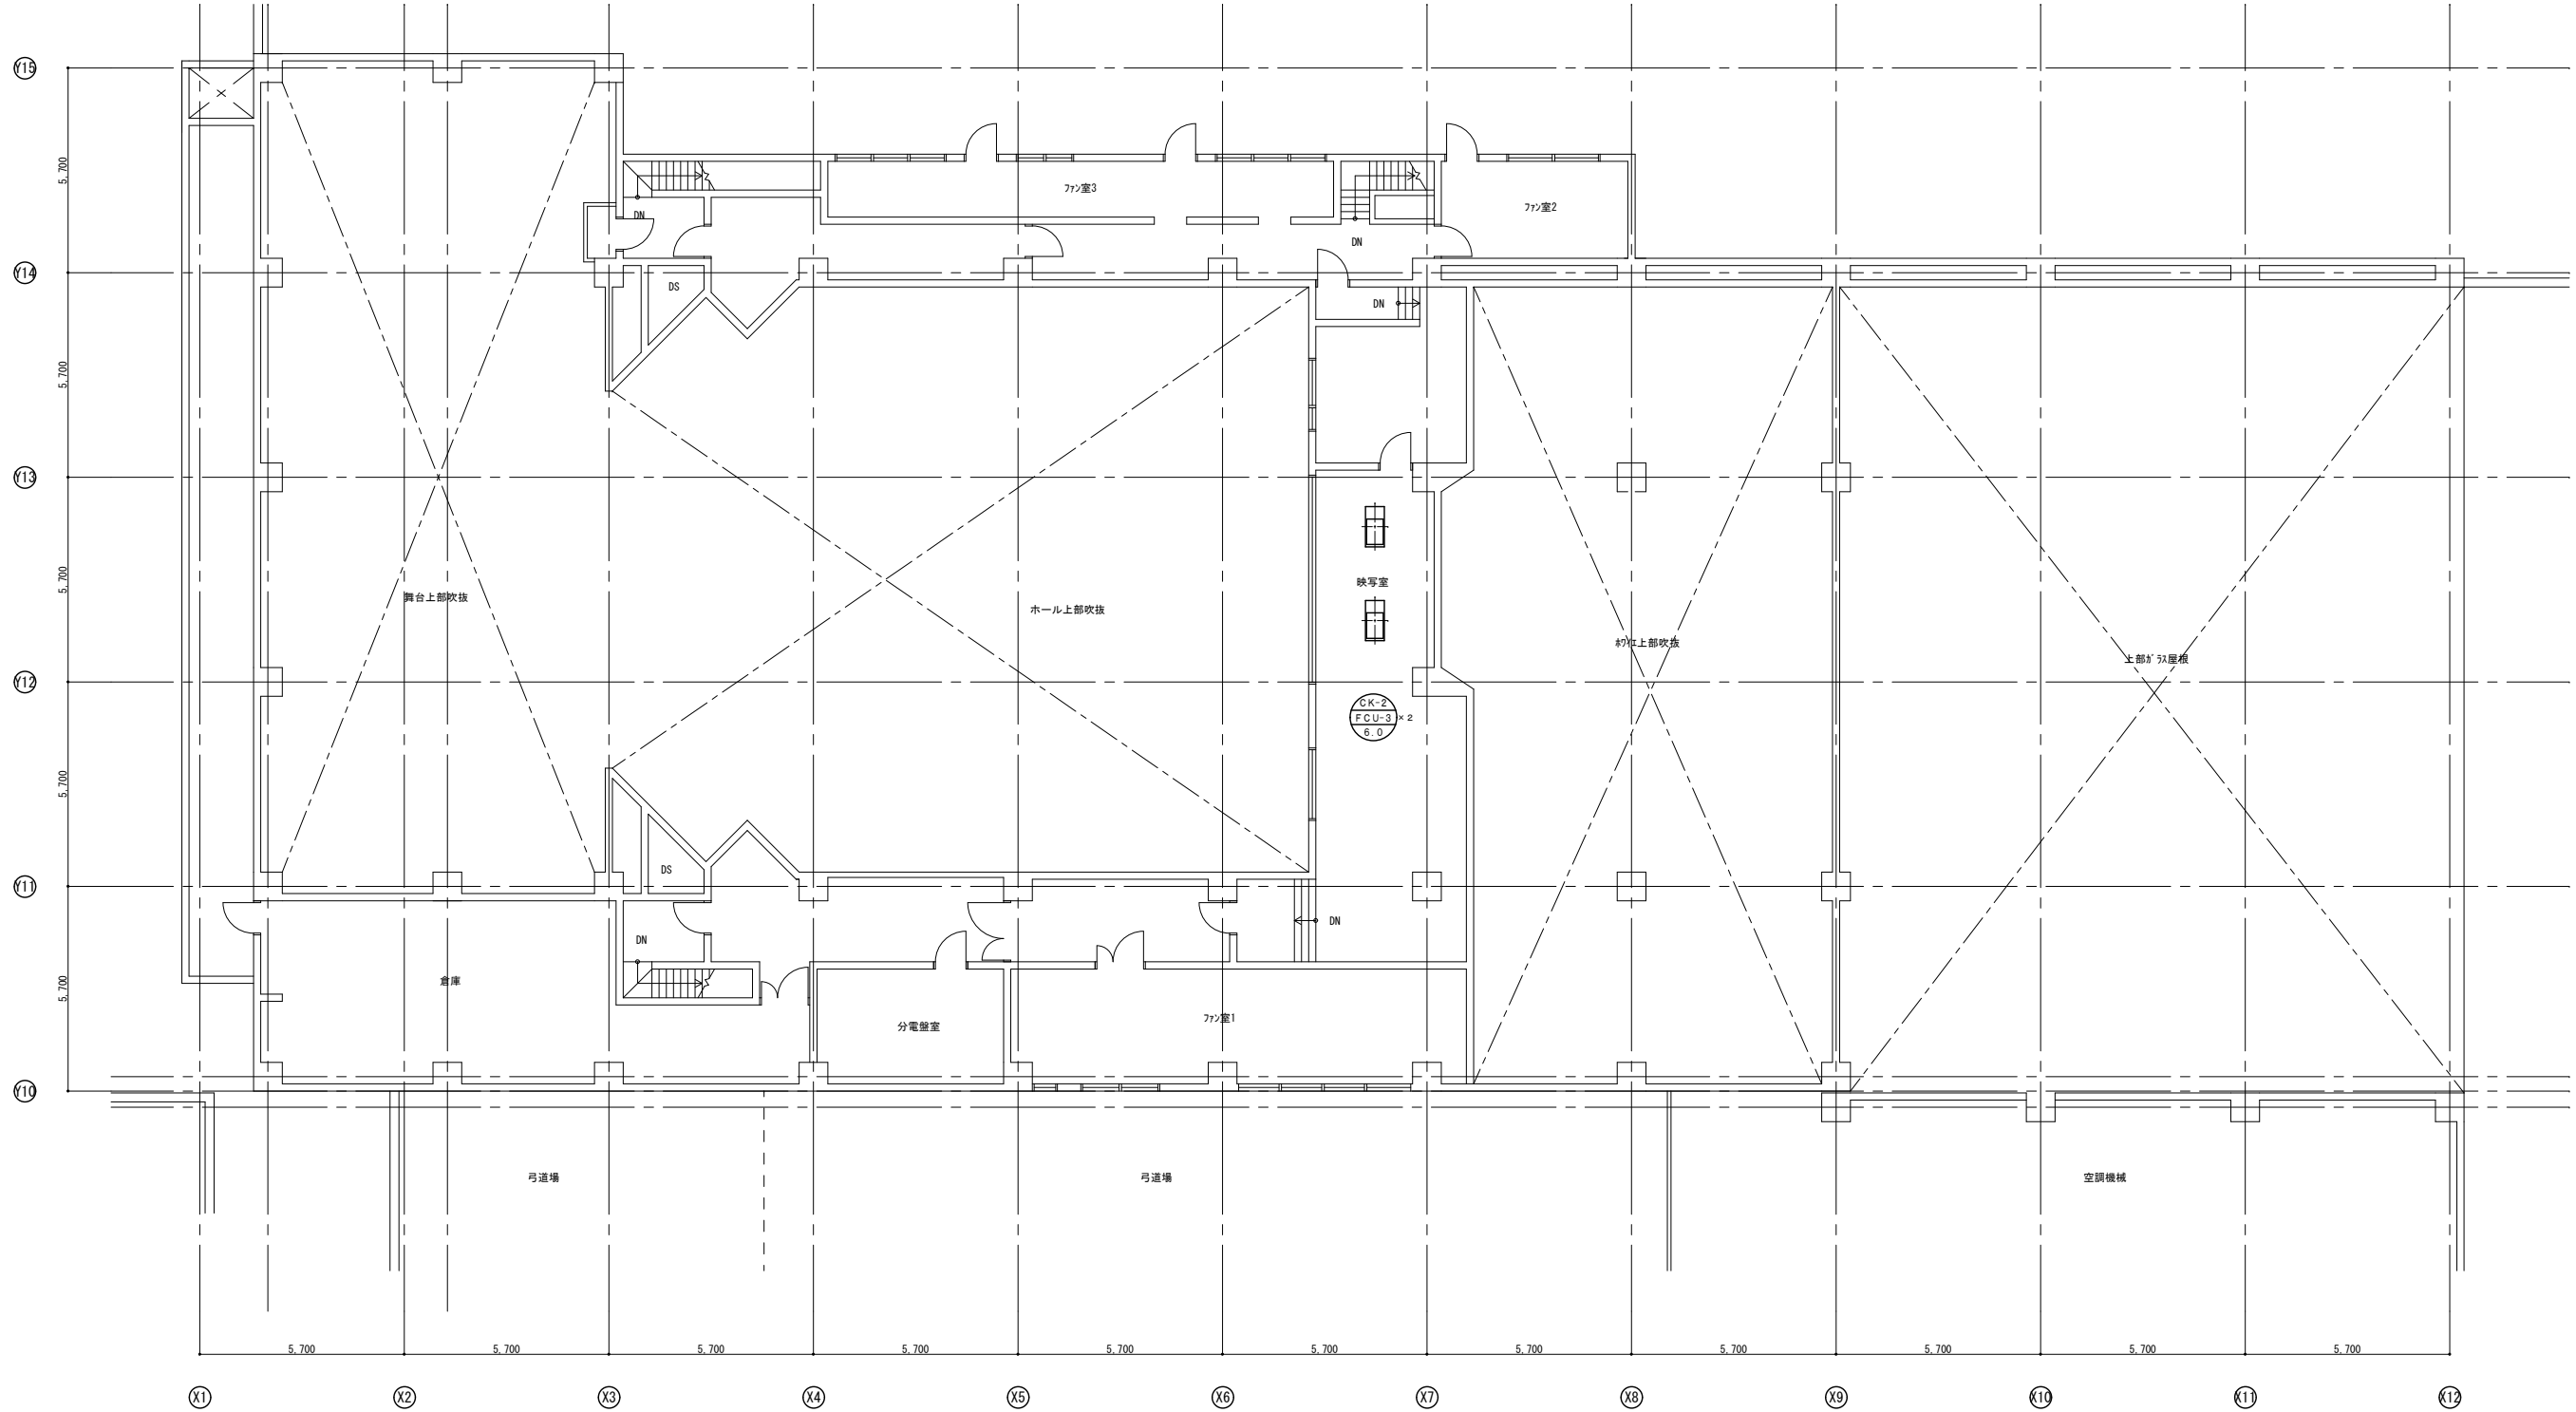 Y15
5,700
ファン室3
ファン室2
DN
DN
Y14
DS
DN
5,700
Y13
5,700
映写室
舞台上部吹抜
ホール上部吹抜
ホワイエ上部吹抜
上部ガラス屋根
Y12
CK-2
FCU-3 ×2
6.0
5,700
DS
Y11
DN
DN
倉庫
5,700
分電盤室
ファン室1
Y10
弓道場
弓道場
空調機械
5,700 5,700 5,700 5,700 5,700 5,700 5,700 5,700 5,700 5,700 5,700
X1 X2 X3 X4 X5 X6 X7 X8 X9 X10 X11 X12